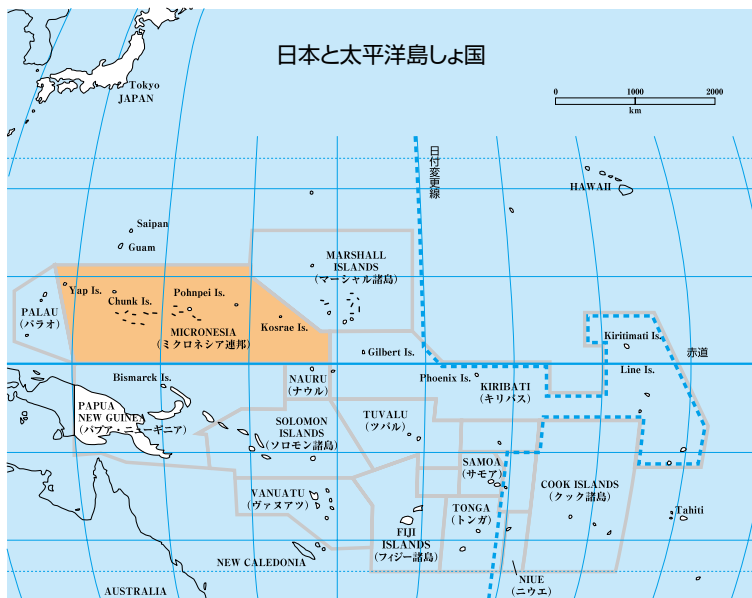 日本と太平洋島しょ国
Tokyo
JAPAN
0
1000
2000
km
日付変更線
HAWAII
Saipan
Guam
MARSHALL
ISLANDS
(マーシャル諸島)
Yap Is.
Chunk Is.
Pohnpei Is.
Kosrae Is.
MICRONESIA
(ミクロネシア連邦)
PALAU
(パラオ)
Gilbert Is.
Kiritimati Is.
赤道
Line Is.
Bismarck Is.
NAURU
(ナウル)
Phoenix Is.
KIRIBATI
(キリバス)
PAPUA
NEW GUINEA
(パプア・ニューギニア)
SOLOMON
ISLANDS
(ソロモン諸島)
TUVALU
(ツバル)
SAMOA
(サモア)
VANUATU
(ヴァヌアツ)
COOK ISLANDS
(クック諸島)
TONGA
(トンガ)
Tahiti
FIJI
ISLANDS
(フィジー諸島)
NEW CALEDONIA
NIUE
(ニウエ)
AUSTRALIA